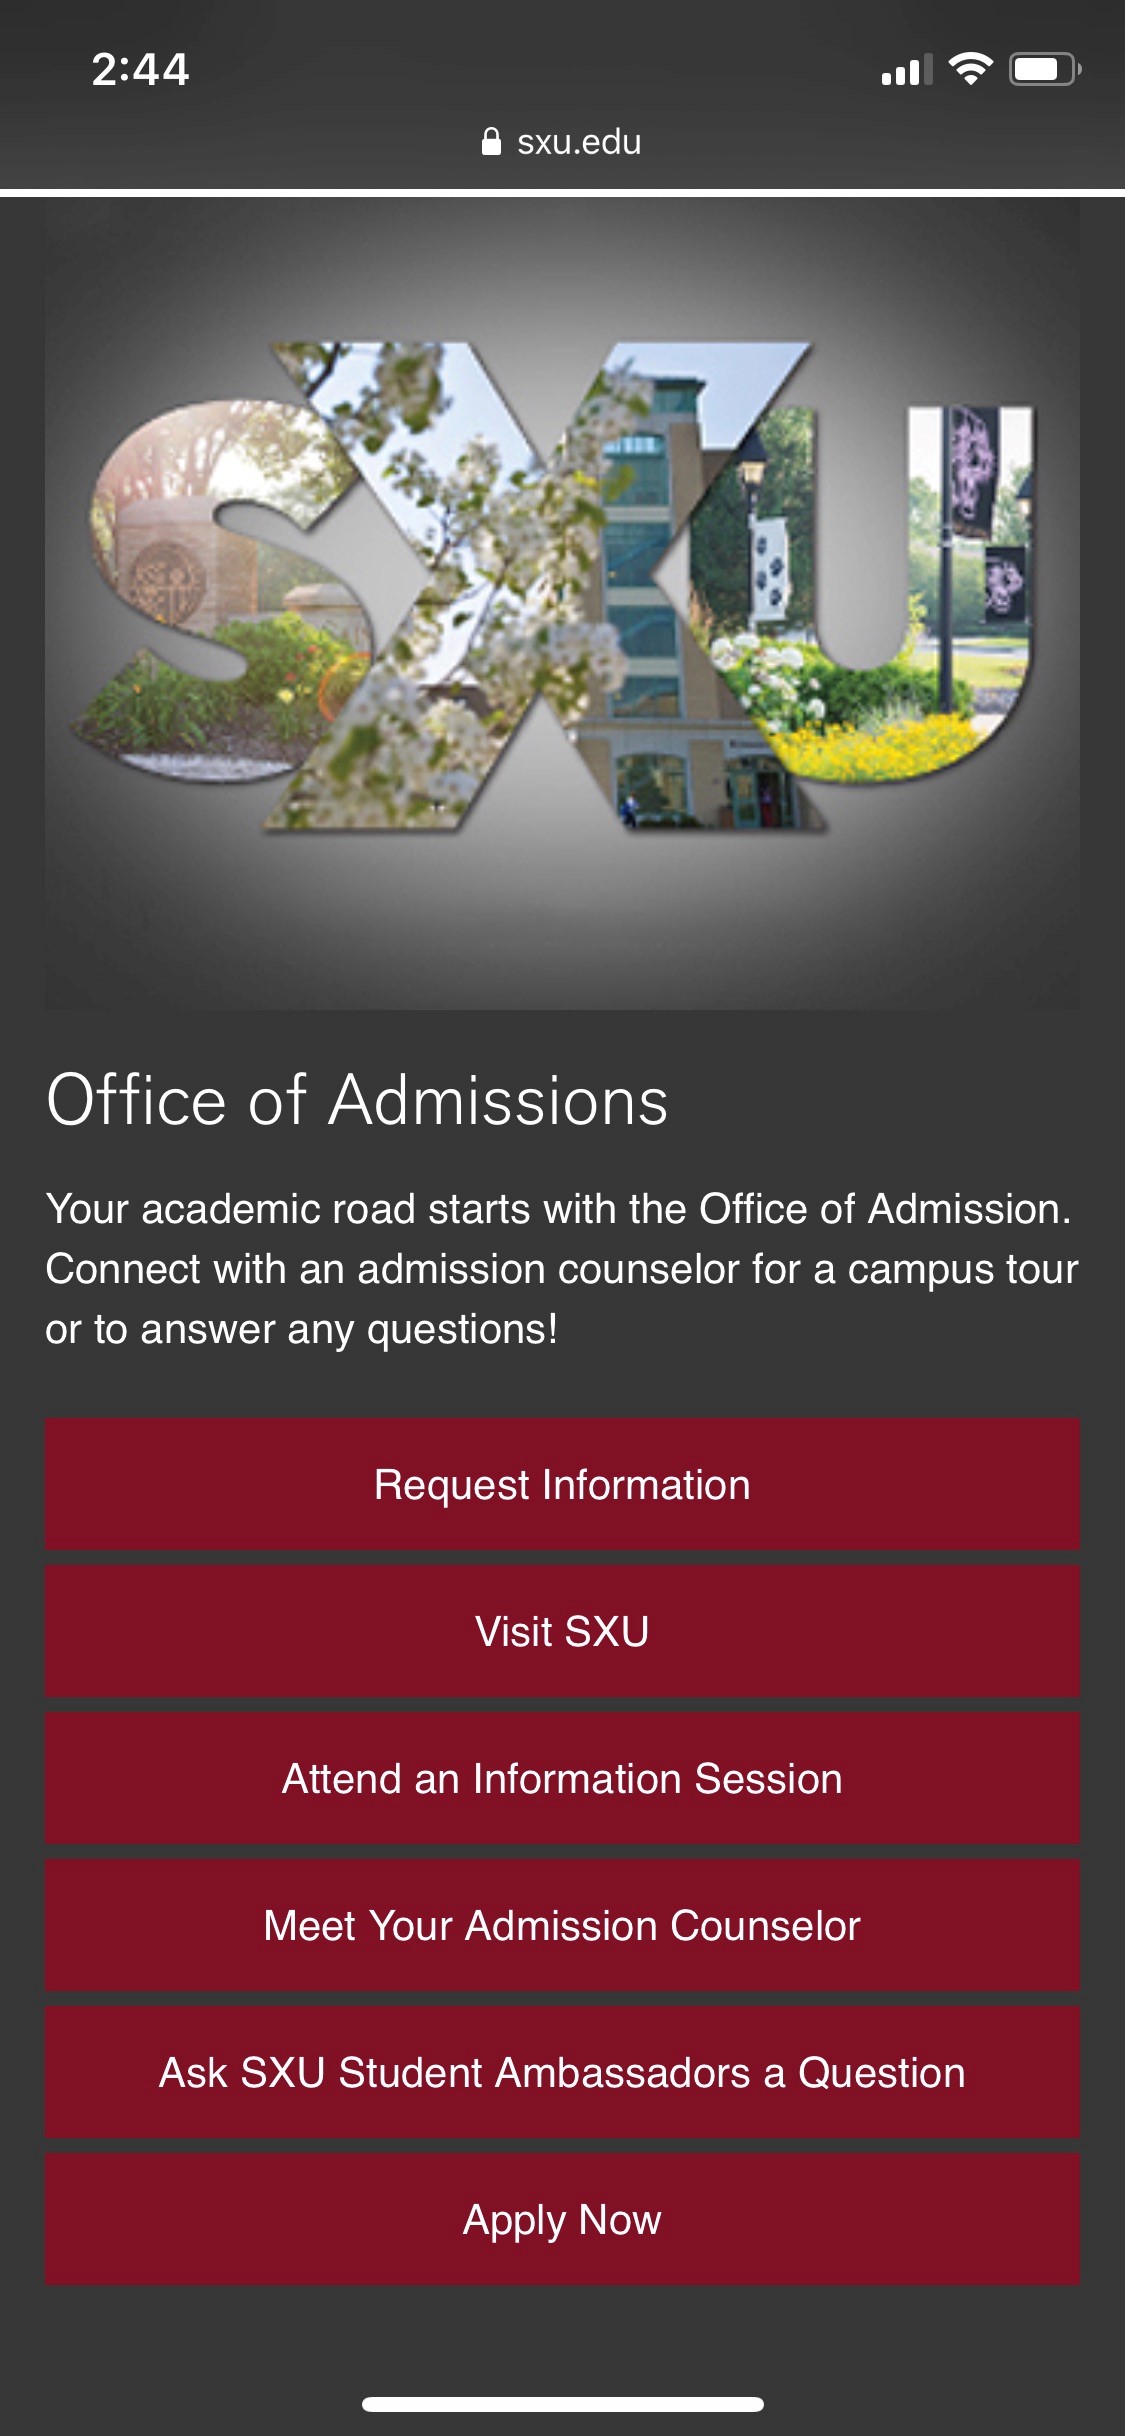 2:44
sxu.edu
SXU
Office of Admissions
Your academic road starts with the Office of Admission.
Connect with an admission counselor for a campus tour
or to answer any questions!
Request Information
Visit SXU
Attend an Information Session
Meet Your Admission Counselor
Ask SXU Student Ambassadors a Question
Apply Now